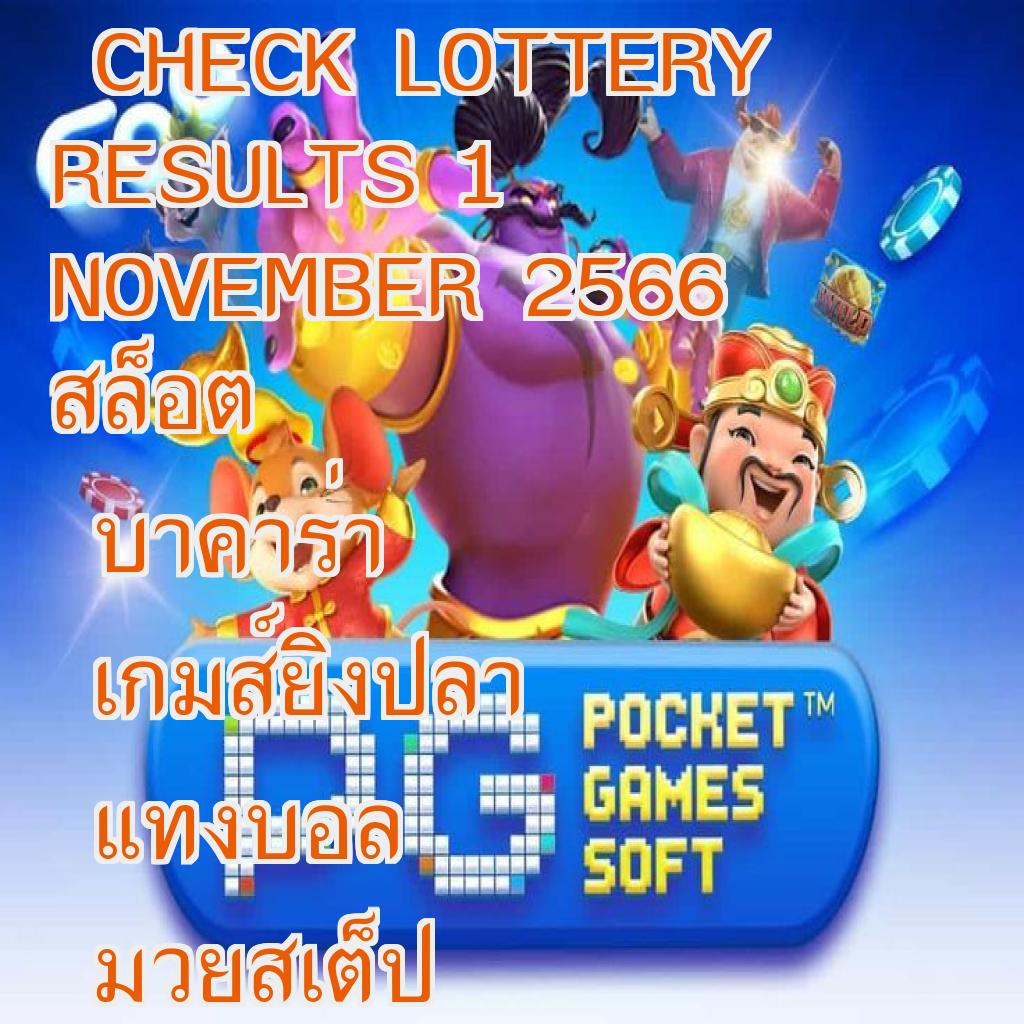 CHECK LOTTERY
RESULTS 1
NOVEMBER 2566
สล็อต
บาคาร่า
เกมส์ยิงปลา
แทงบอล
มวยสเต็ป
WILD
PG
POCKET™
GAMES
SOFT